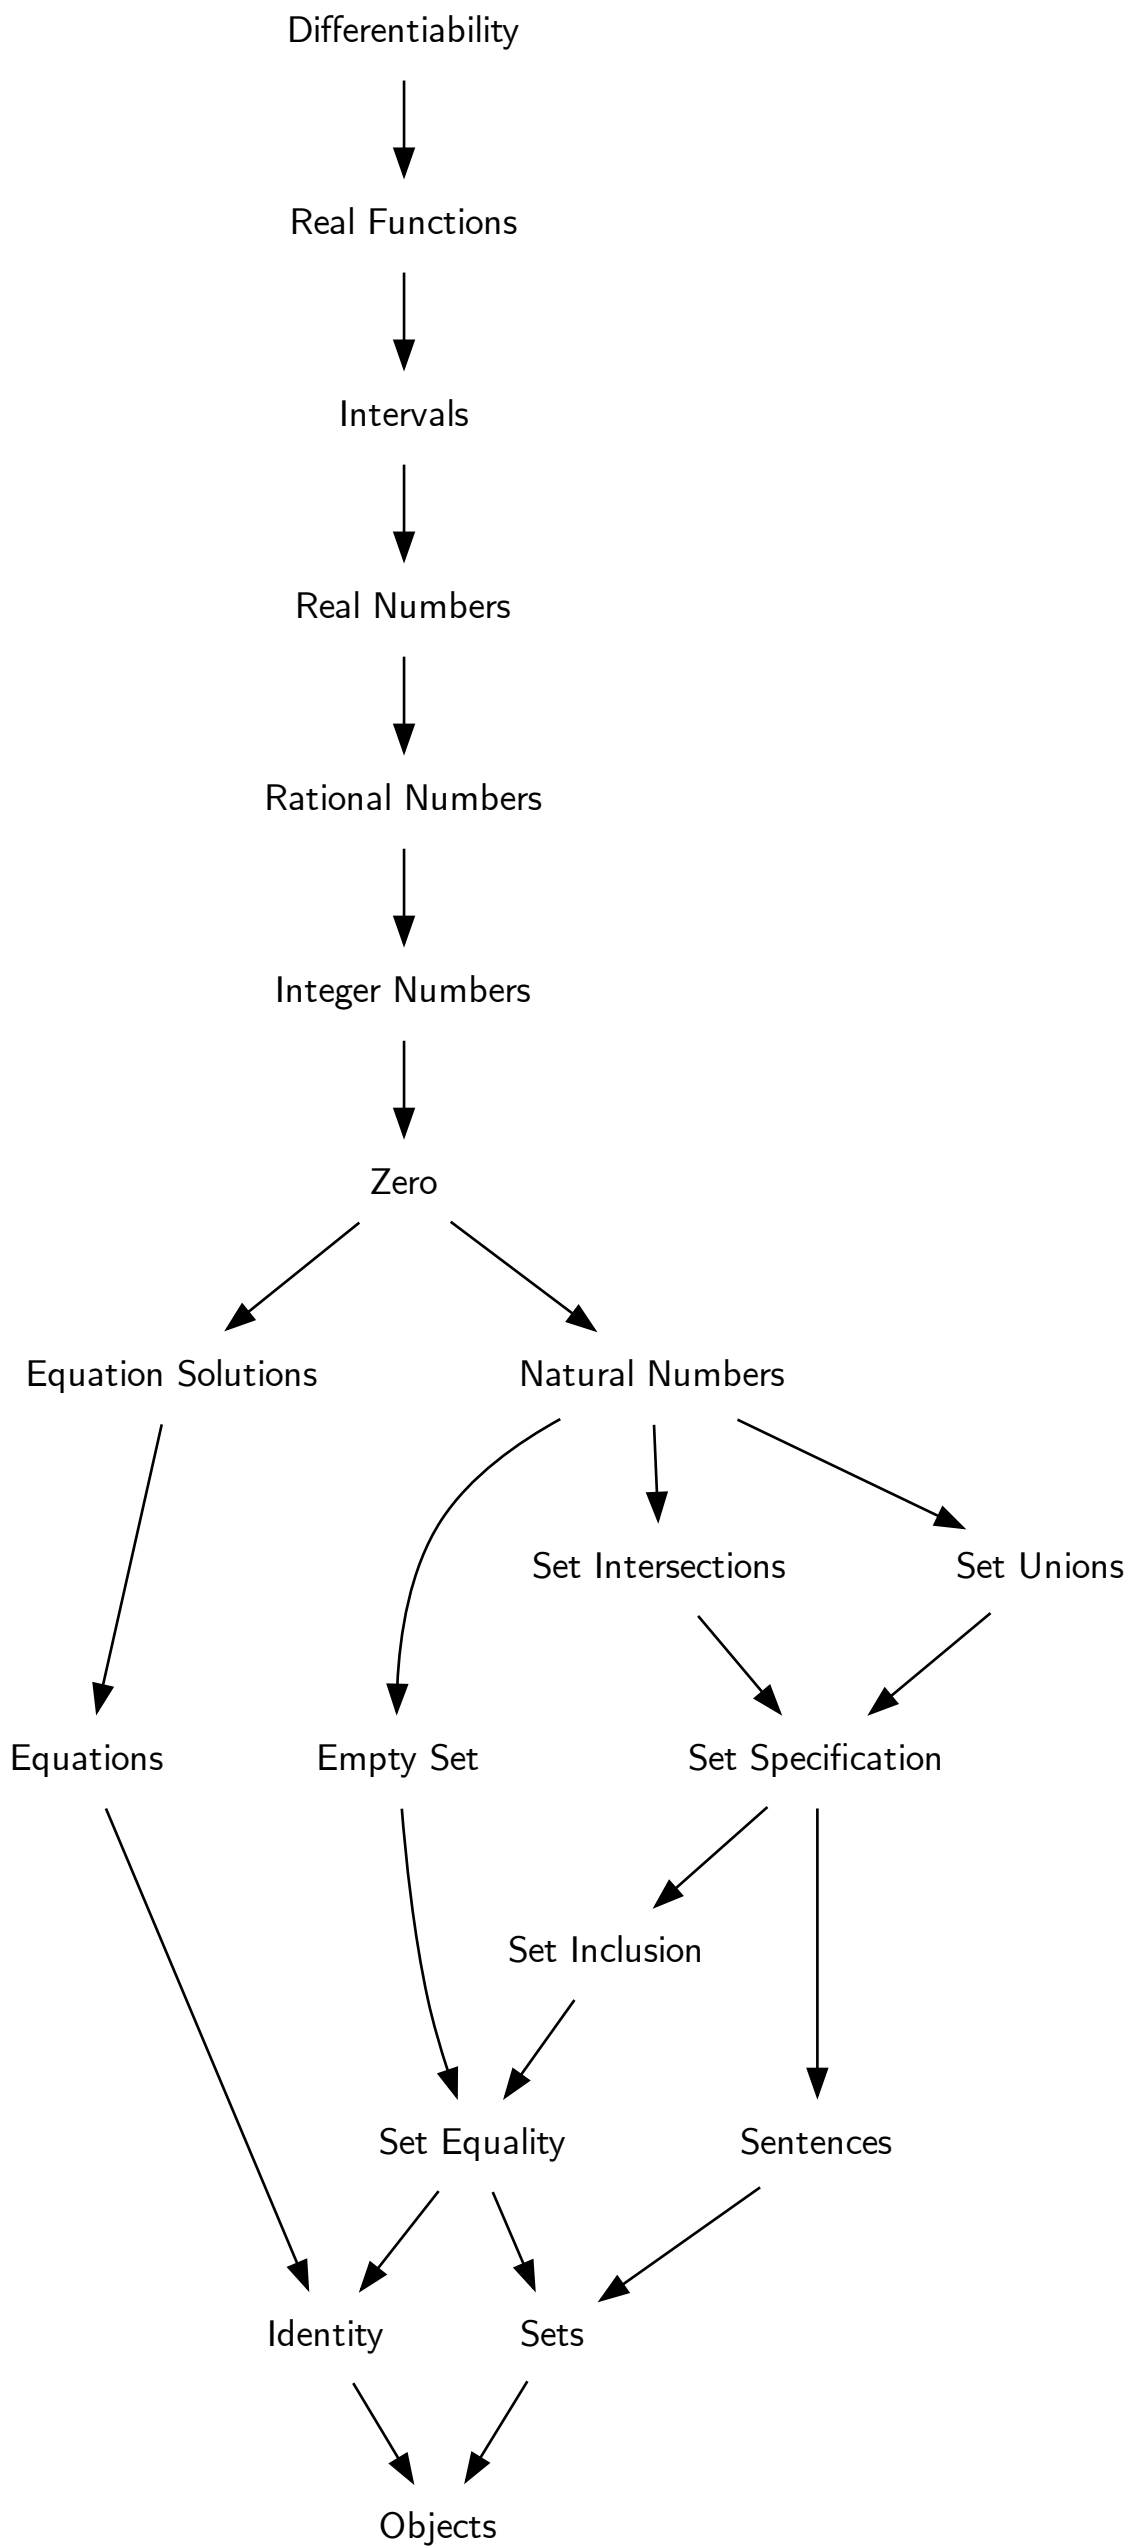 Differentiability
Real Functions
Intervals
Real Numbers
Rational Numbers
Integer Numbers
Zero
Equation Solutions
Natural Numbers
Set Intersections
Set Unions
Equations
Empty Set
Set Specification
Set Inclusion
Set Equality
Sentences
Identity
Sets
Objects